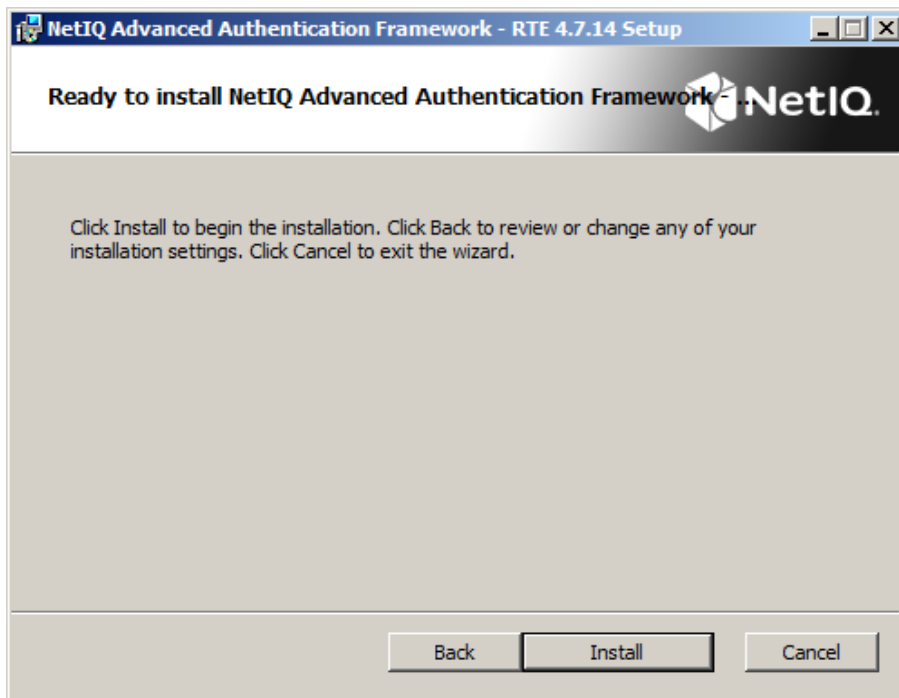 NetIQ Advanced Authentication Framework - RTE 4.7.14 Setup
Ready to install NetIQ Advanced Authentication Framework - ...
NetIQ.
Click Install to begin the installation. Click Back to review or change any of your
installation settings. Click Cancel to exit the wizard.
Back
Install
Cancel